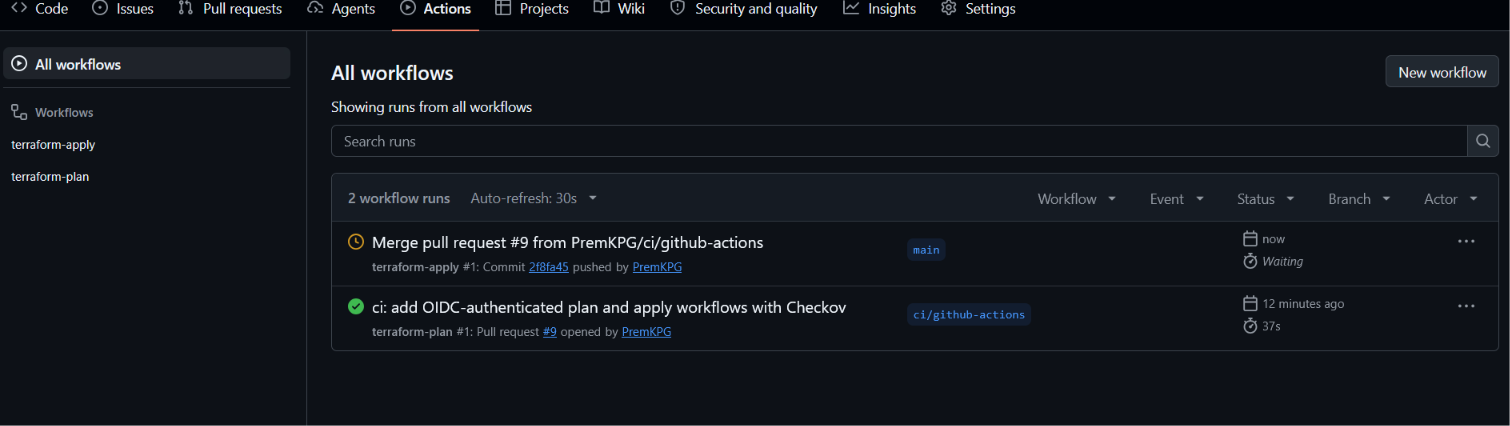 Code Issues Pull requests Agents Actions Projects Wiki Security and quality Insights Settings
All workflows
Workflows
terraform-apply
terraform-plan
All workflows
New workflow
Showing runs from all workflows
Search runs
2 workflow runs Auto-refresh: 30s Workflow Event Status Branch Actor
Merge pull request #9 from PremKPG/ci/github-actions
terraform-apply #1: Commit 2f8fa45 pushed by PremKPG
main
now
Waiting
ci: add OIDC-authenticated plan and apply workflows with Checkov
terraform-plan #1: Pull request #9 opened by PremKPG
ci/github-actions
12 minutes ago
37s